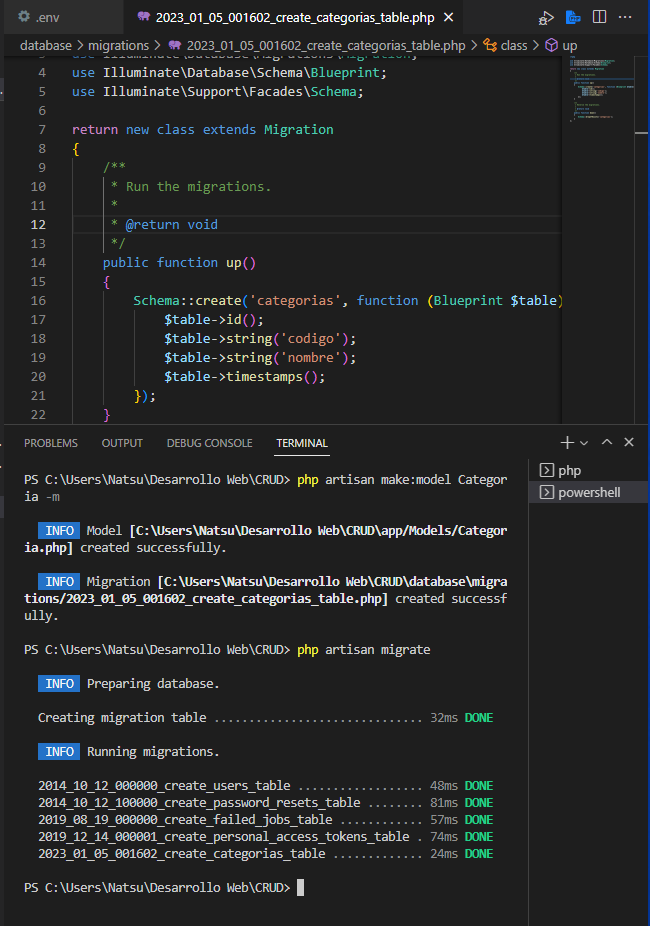 .env
2023_01_05_001602_create_categorias_table.php
database > migrations > 2023_01_05_001602_create_categorias_table.php > class > up
3 use Illuminate\Database\Migrations\Migration;
4 use Illuminate\Database\Schema\Blueprint;
5 use Illuminate\Support\Facades\Schema;
6
7 return new class extends Migration
8 {
9 /**
10 * Run the migrations.
11 *
12 * @return void
13 */
14 public function up()
15 {
16 Schema::create('categorias', function (Blueprint $table)
17 $table->id();
18 $table->string('codigo');
19 $table->string('nombre');
20 $table->timestamps();
21 });
22 }
PROBLEMS OUTPUT DEBUG CONSOLE TERMINAL
php
powershell
PS C:\Users\Natsu\Desarrollo Web\CRUD> php artisan make:model Categor
ia -m
INFO Model [C:\Users\Natsu\Desarrollo Web\CRUD\app/Models/Categor
ia.php] created successfully.
INFO Migration [C:\Users\Natsu\Desarrollo Web\CRUD\database\migra
tions/2023_01_05_001602_create_categorias_table.php] created successf
ully.
PS C:\Users\Natsu\Desarrollo Web\CRUD> php artisan migrate
INFO Preparing database.
Creating migration table .............................. 32ms DONE
INFO Running migrations.
2014_10_12_000000_create_users_table .................. 48ms DONE
2014_10_12_100000_create_password_resets_table ........ 81ms DONE
2019_08_19_000000_create_failed_jobs_table ............ 57ms DONE
2019_12_14_000001_create_personal_access_tokens_table . 74ms DONE
2023_01_05_001602_create_categorias_table ............. 24ms DONE
PS C:\Users\Natsu\Desarrollo Web\CRUD>